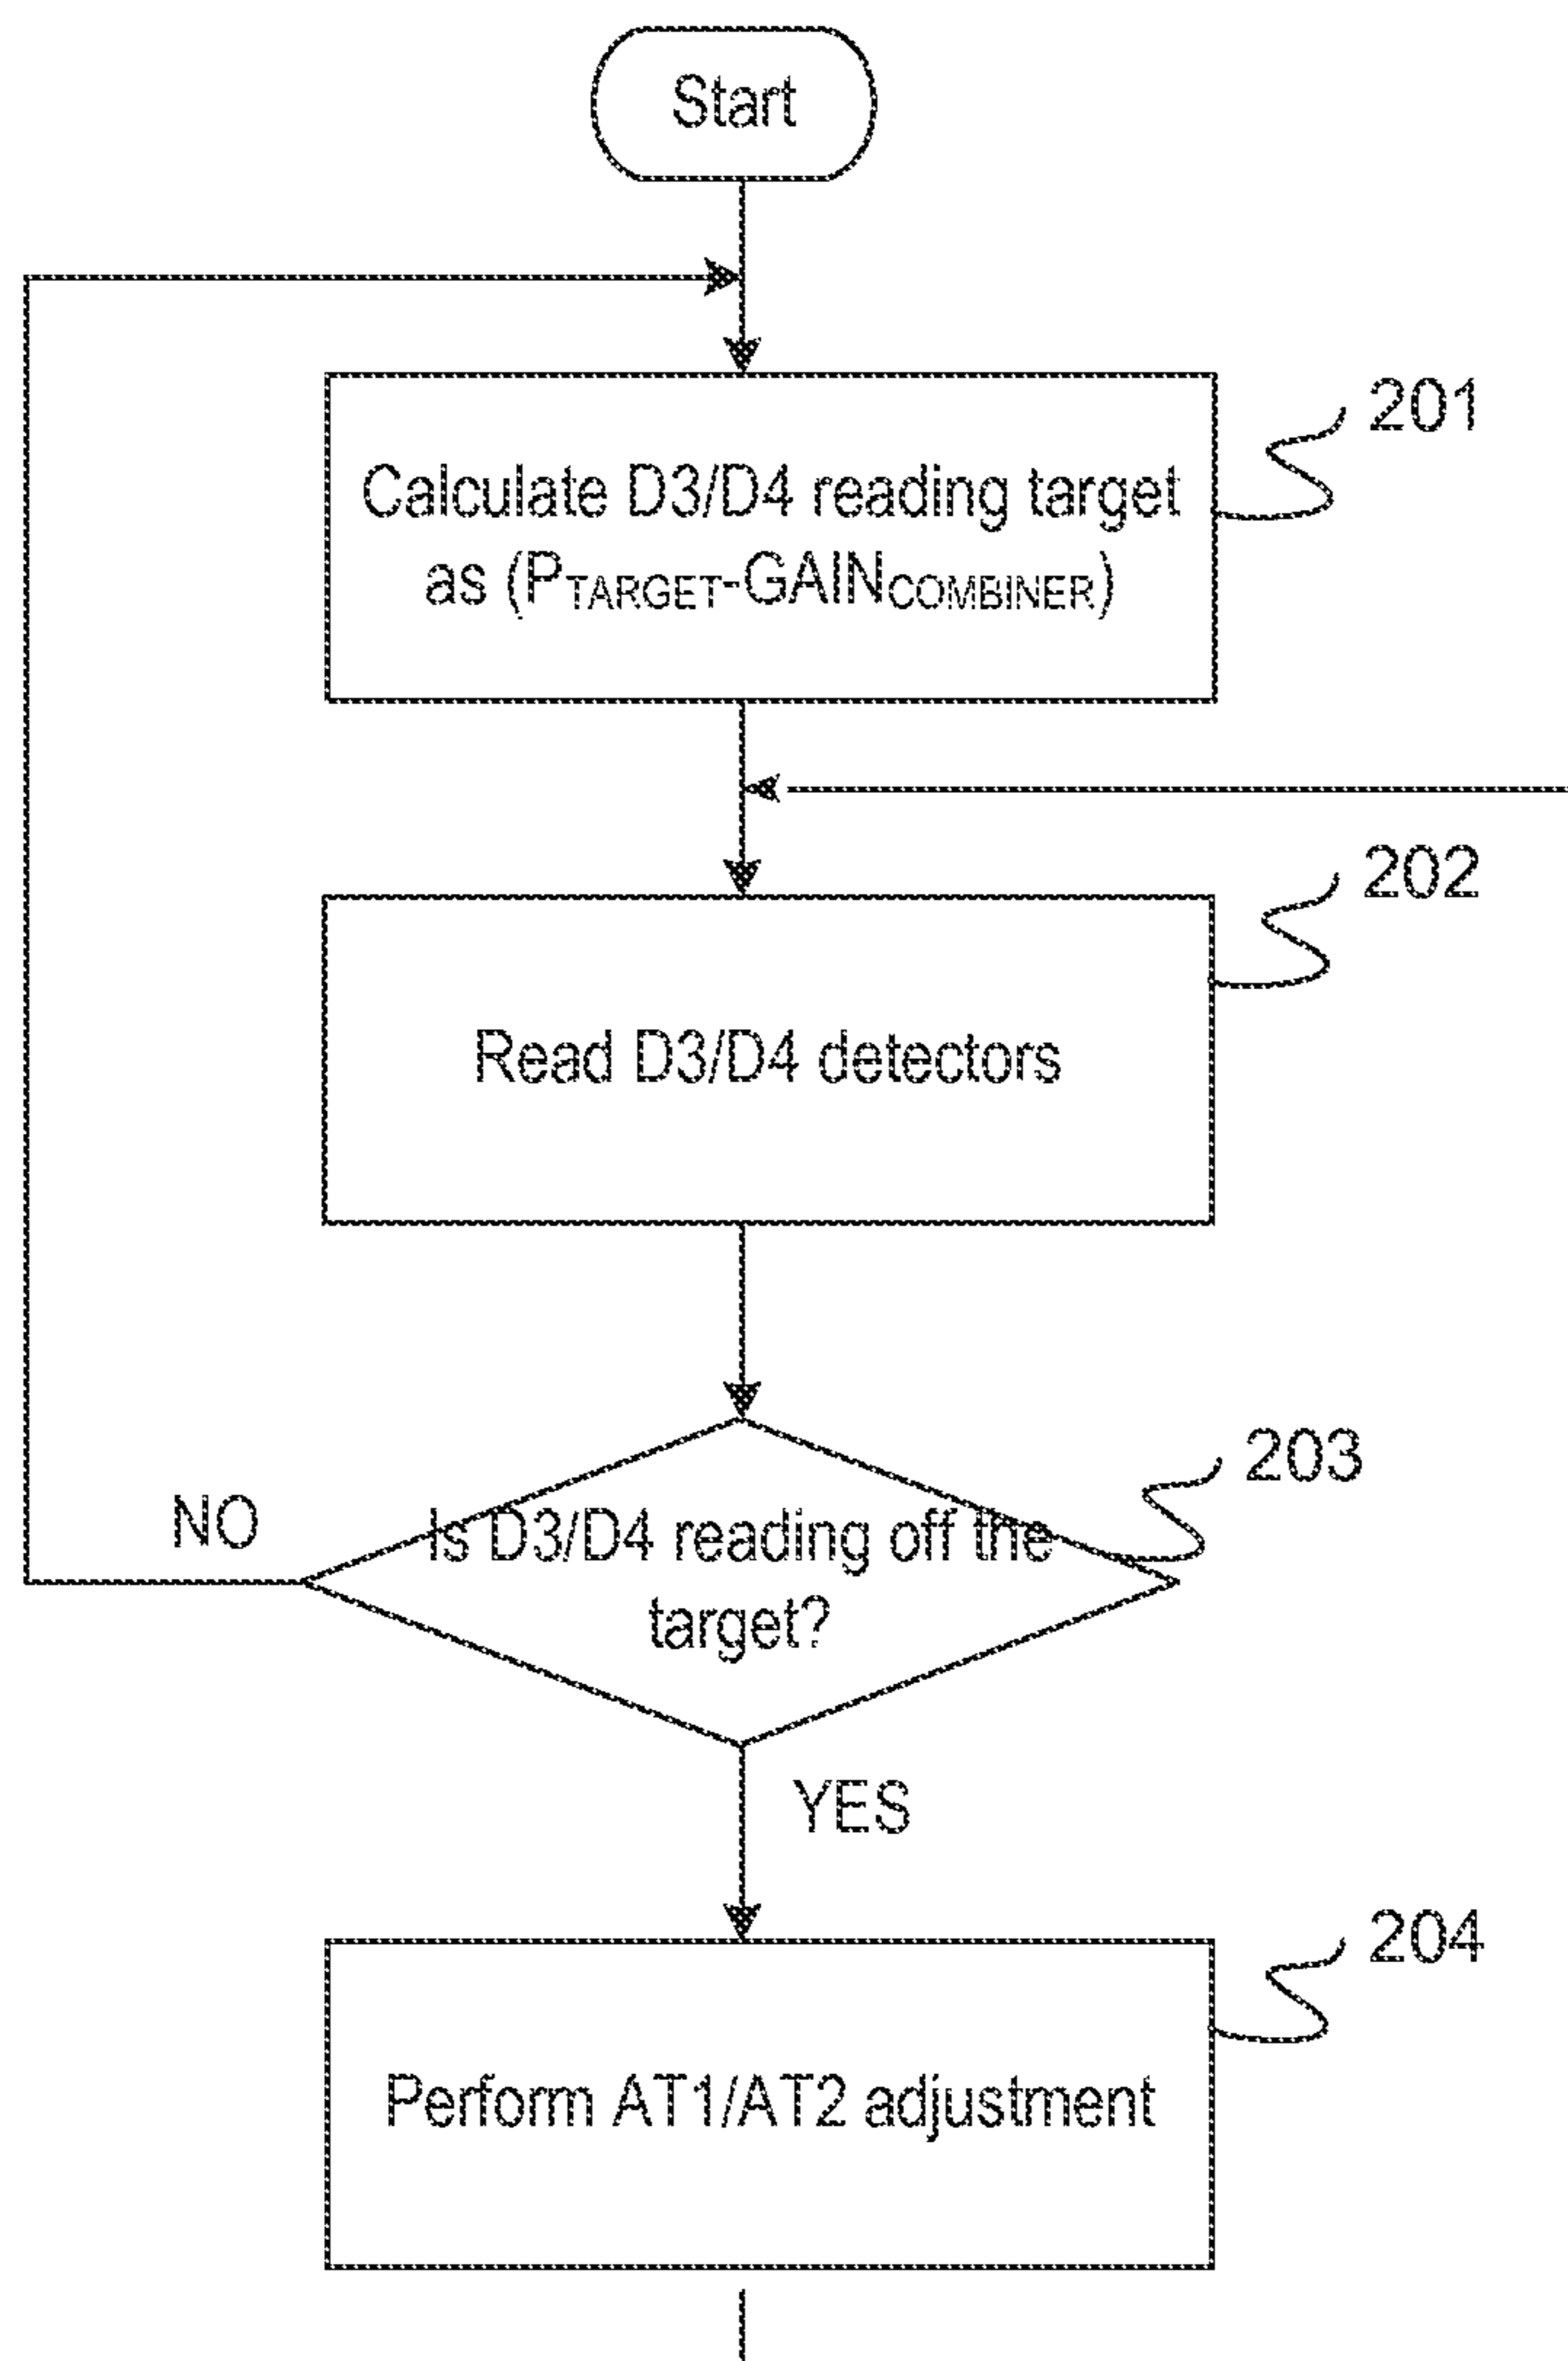 Start
201
Calculate D3/D4 reading target
as (PTARGET-GAINCOMBINER)
202
Read D3/D4 detectors
203
NO
Is D3/D4 reading off the
target?
YES
204
Perform AT1/AT2 adjustment